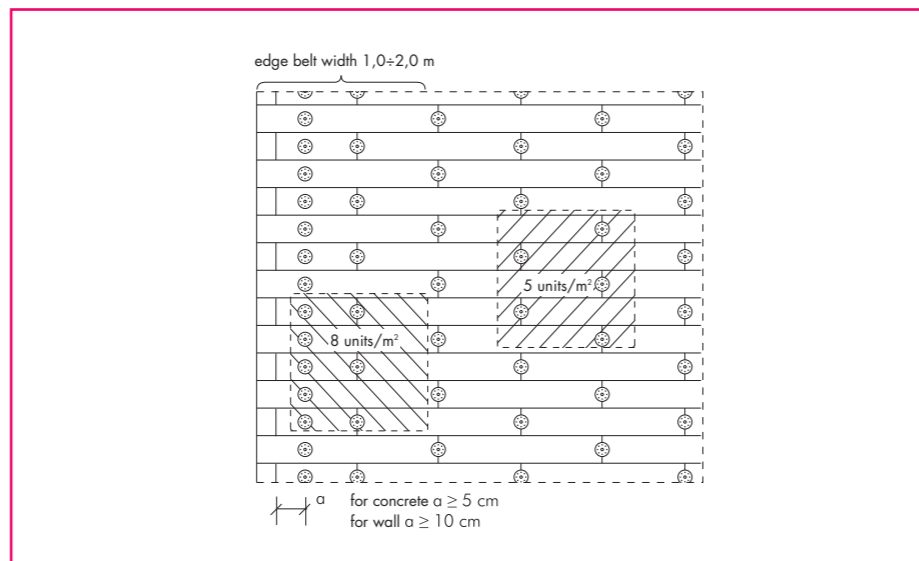 edge belt width 1,0÷2,0 m
5 units/m²
8 units/m²
a for concrete a ≥ 5 cm
for wall a ≥ 10 cm